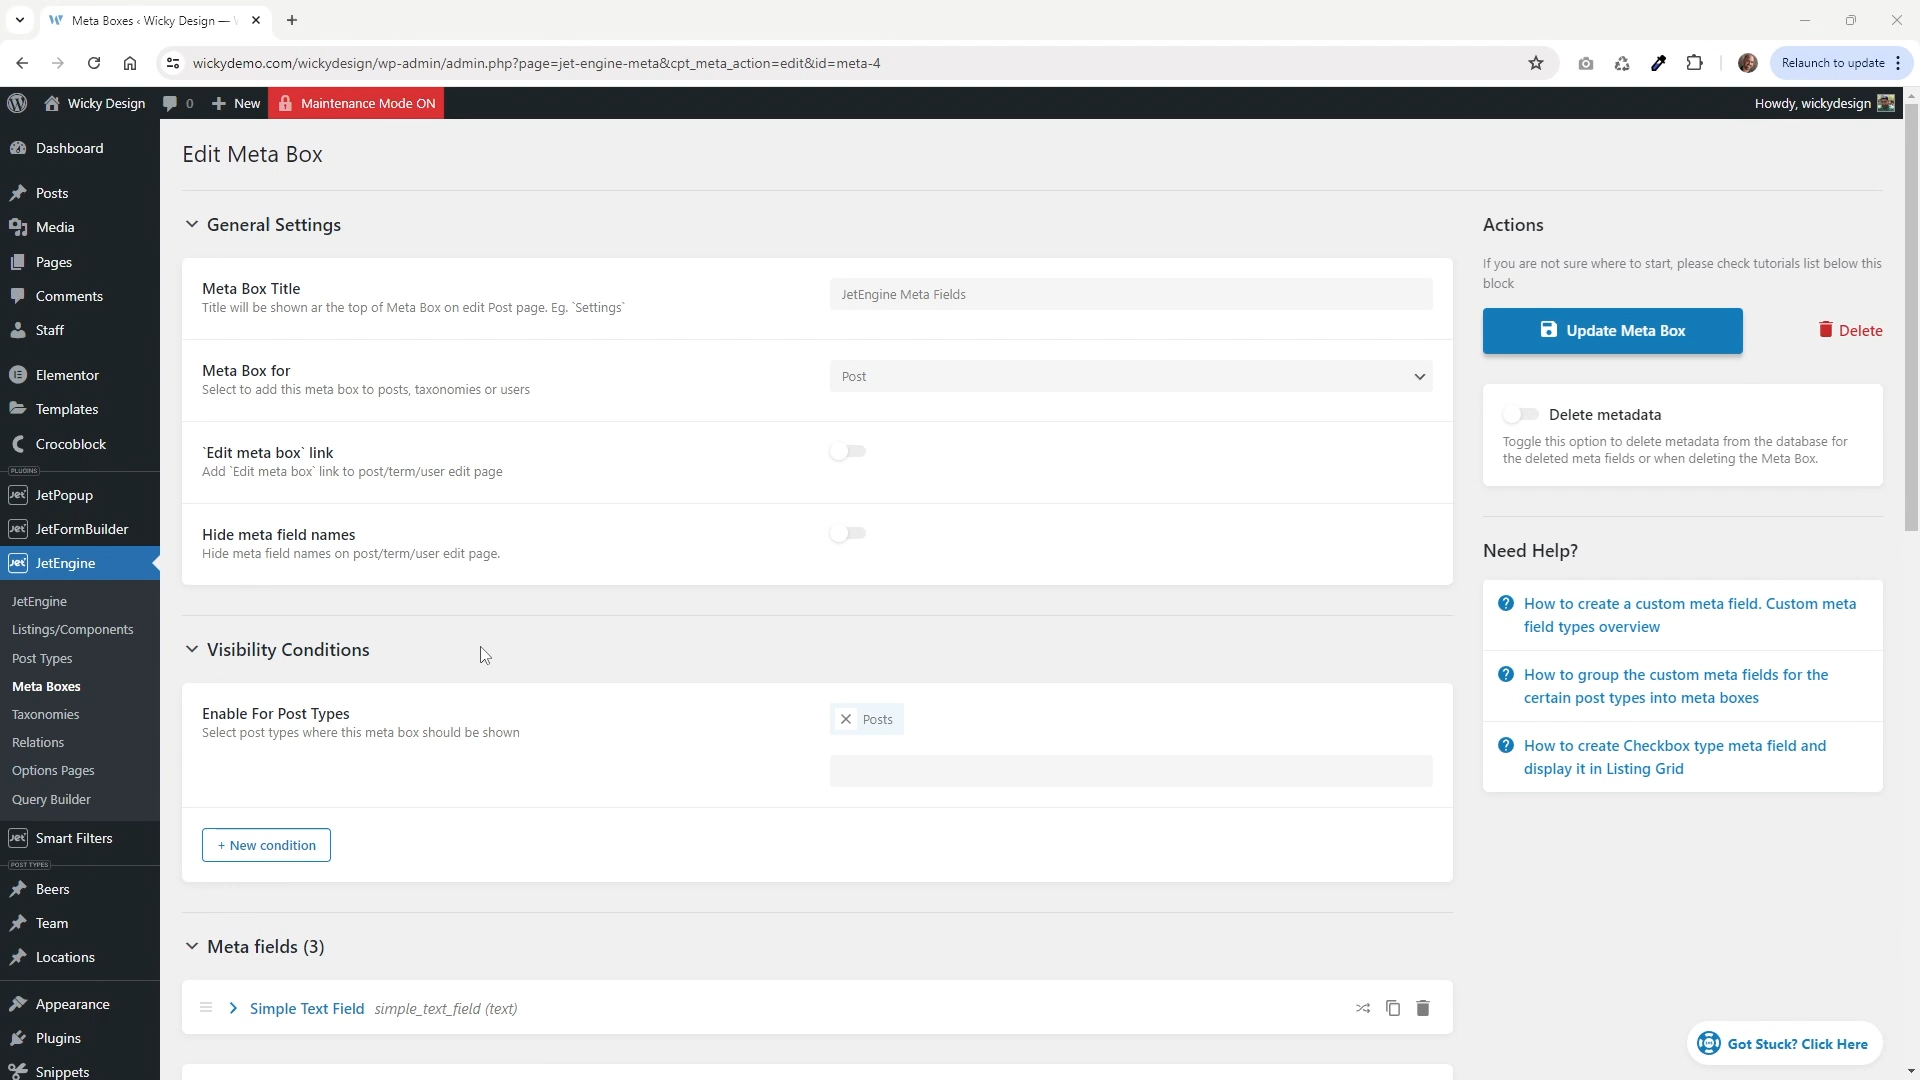 Meta Boxes ‹ Wicky Design —
wickydemo.com/wickydesign/wp-admin/admin.php?page=jet-engine-meta&cpt_meta_action=edit&id=meta-4
Relaunch to update
Wicky Design
0
New
Maintenance Mode ON
Howdy, wickydesign
Dashboard
Posts
Media
Pages
Comments
Staff
Elementor
Templates
Crocoblock
PLUGINS
JetPopup
JetFormBuilder
JetEngine
JetEngine
Listings/Components
Post Types
Meta Boxes
Taxonomies
Relations
Options Pages
Query Builder
Smart Filters
POST TYPES
Beers
Team
Locations
Appearance
Plugins
Snippets
Edit Meta Box
General Settings
Meta Box Title
Title will be shown ar the top of Meta Box on edit Post page. Eg. `Settings`
JetEngine Meta Fields
Meta Box for
Select to add this meta box to posts, taxonomies or users
Post
`Edit meta box` link
Add `Edit meta box` link to post/term/user edit page
Hide meta field names
Hide meta field names on post/term/user edit page.
Visibility Conditions
Enable For Post Types
Select post types where this meta box should be shown
Posts
+ New condition
Meta fields (3)
Simple Text Field simple_text_field (text)
Actions
If you are not sure where to start, please check tutorials list below this
block
Update Meta Box
Delete
Delete metadata
Toggle this option to delete metadata from the database for
the deleted meta fields or when deleting the Meta Box.
Need Help?
How to create a custom meta field. Custom meta
field types overview
How to group the custom meta fields for the
certain post types into meta boxes
How to create Checkbox type meta field and
display it in Listing Grid
Got Stuck? Click Here